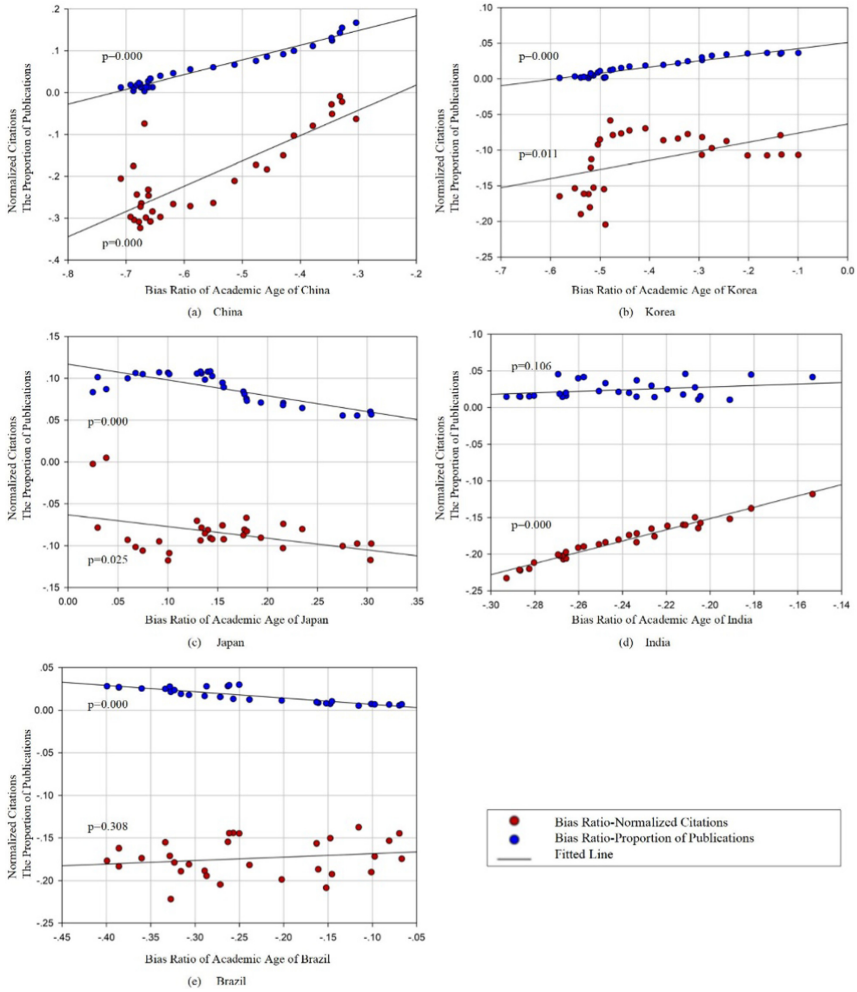 .2
.1
0.0
-.1
-.2
-.3
-.4
p=0.000
p=0.000
Normalized Citations
The Proportion of Publications
-.8 -.7 -.6 -.5 -.4 -.3 -.2
Bias Ratio of Academic Age of China
(a) China
.10
.05
0.00
-.05
-.10
-.15
-.20
-.25
p=0.000
p=0.011
Normalized Citations
The Proportion of Publications
-.7 -.6 -.5 -.4 -.3 -.2 -.1 0.0
Bias Ratio of Academic Age of Korea
(b) Korea
.15
.10
.05
0.00
-.05
-.10
-.15
p=0.000
p=0.025
Normalized Citations
The Proportion of Publications
0.00 .05 .10 .15 .20 .25 .30 .35
Bias Ratio of Academic Age of Japan
(c) Japan
.10
.05
0.00
-.05
-.10
-.15
-.20
-.25
p=0.106
p=0.000
Normalized Citations
The Proportion of Publications
-.30 -.28 -.26 -.24 -.22 -.20 -.18 -.16 -.14
Bias Ratio of Academic Age of India
(d) India
.05
0.00
-.05
-.10
-.15
-.20
-.25
p=0.000
p=0.308
Normalized Citations
The Proportion of Publications
-.45 -.40 -.35 -.30 -.25 -.20 -.15 -.10 -.05
Bias Ratio of Academic Age of Brazil
(e) Brazil
Bias Ratio-Normalized Citations
Bias Ratio-Proportion of Publications
Fitted Line